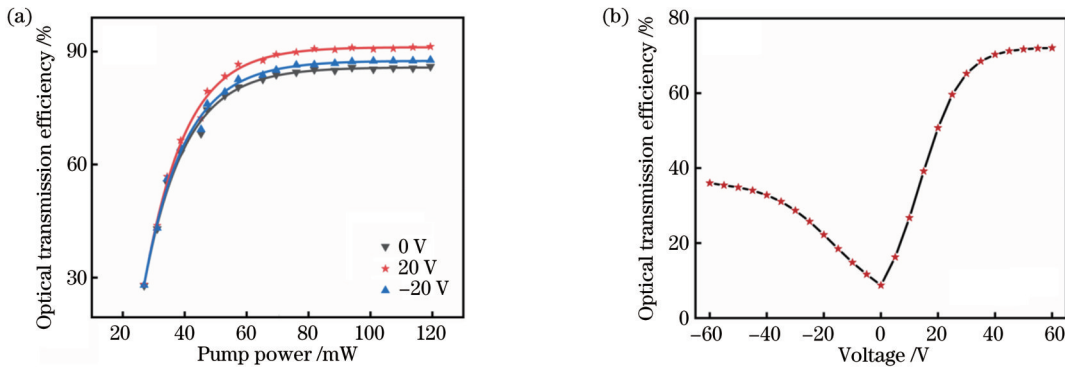 (a)
Optical transmission efficiency /%
90
60
30
0 V
20 V
−20 V
20 40 60 80 100 120
Pump power /mW
(b)
Optical transmission efficiency /%
80
60
40
20
0
−60 −40 −20 0 20 40 60
Voltage /V